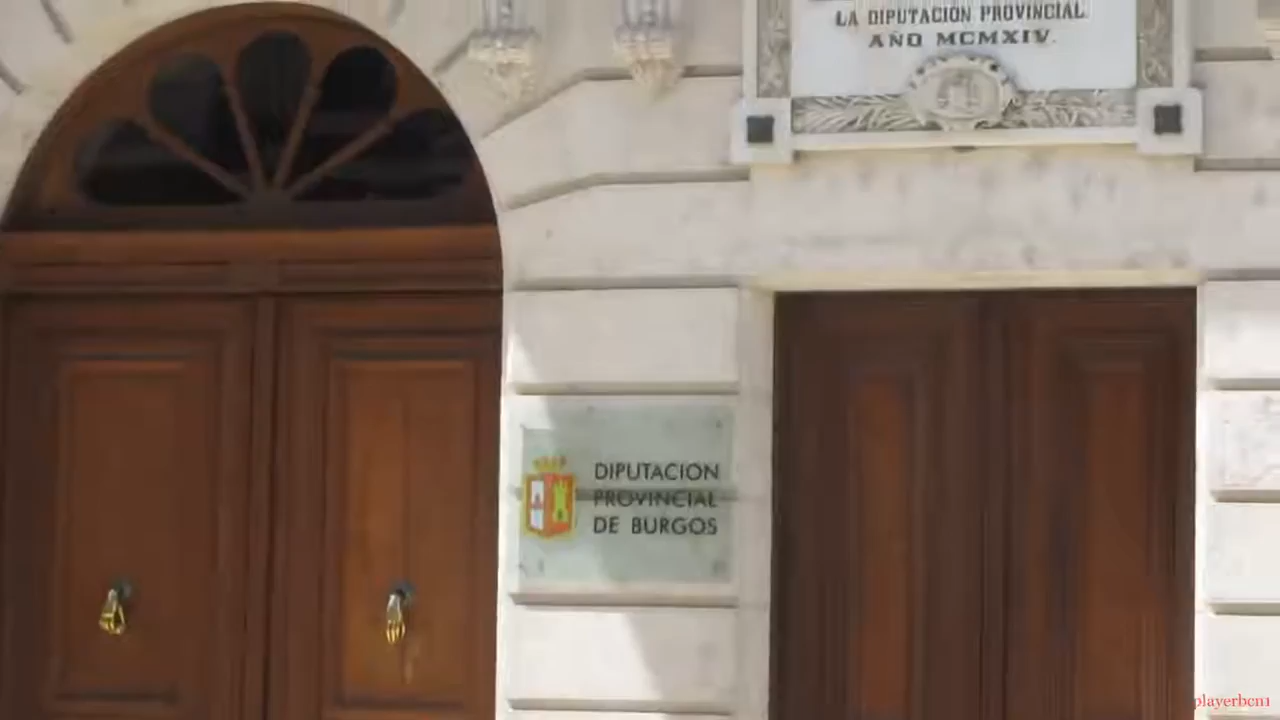 LA DIPUTACION PROVINCIAL
AÑO MCMXIV.
DIPUTACION
PROVINCIAL
DE BURGOS
playerbcn1